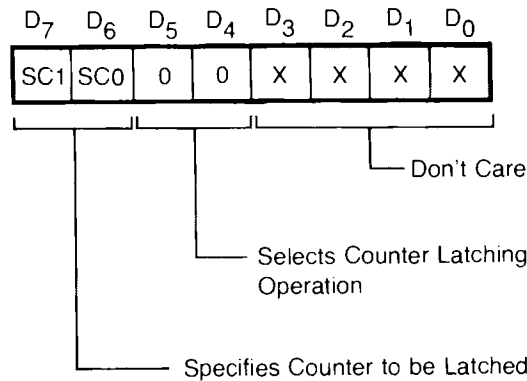 D7 D6 D5 D4 D3 D2 D1 D0
SC1 SC0 0 0 X X X X
Don't Care
Selects Counter Latching
Operation
Specifies Counter to be Latched